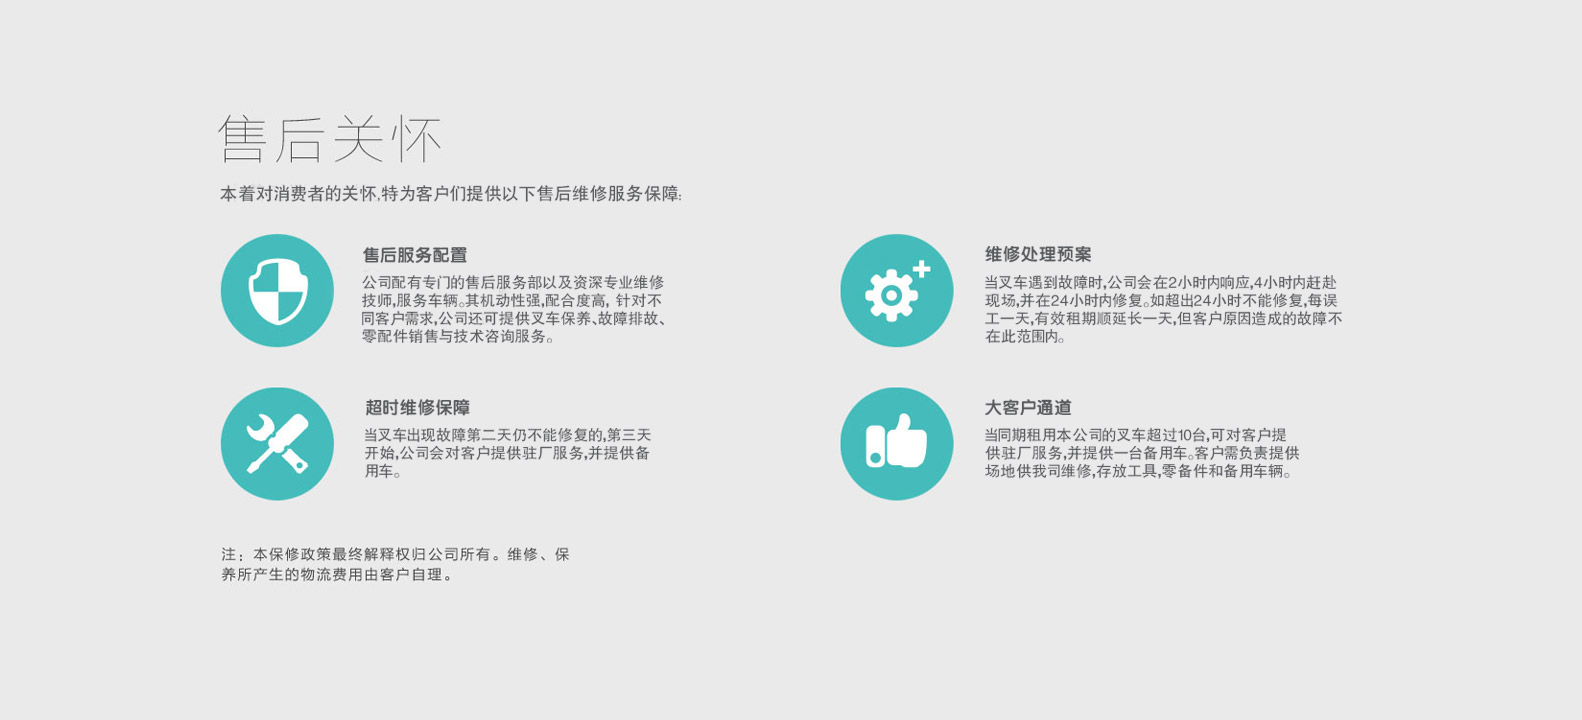 售后关怀
本着对消费者的关怀,特为客户们提供以下售后维修服务保障:
售后服务配置
公司配有专门的售后服务部以及资深专业维修
技师,服务车辆。其机动性强,配合度高, 针对不
同客户需求,公司还可提供叉车保养、故障排故、
零配件销售与技术咨询服务。
维修处理预案
当叉车遇到故障时,公司会在2小时内响应,4小时内赶赴
现场,并在24小时内修复。如超出24小时不能修复,每误
工一天,有效租期顺延长一天,但客户原因造成的故障不
在此范围内。
超时维修保障
当叉车出现故障第二天仍不能修复的,第三天
开始,公司会对客户提供驻厂服务,并提供备
用车。
大客户通道
当同期租用本公司的叉车超过10台,可对客户提
供驻厂服务,并提供一台备用车。客户需负责提供
场地供我司维修,存放工具,零备件和备用车辆。
注：本保修政策最终解释权归公司所有。维修、保
养所产生的物流费用由客户自理。